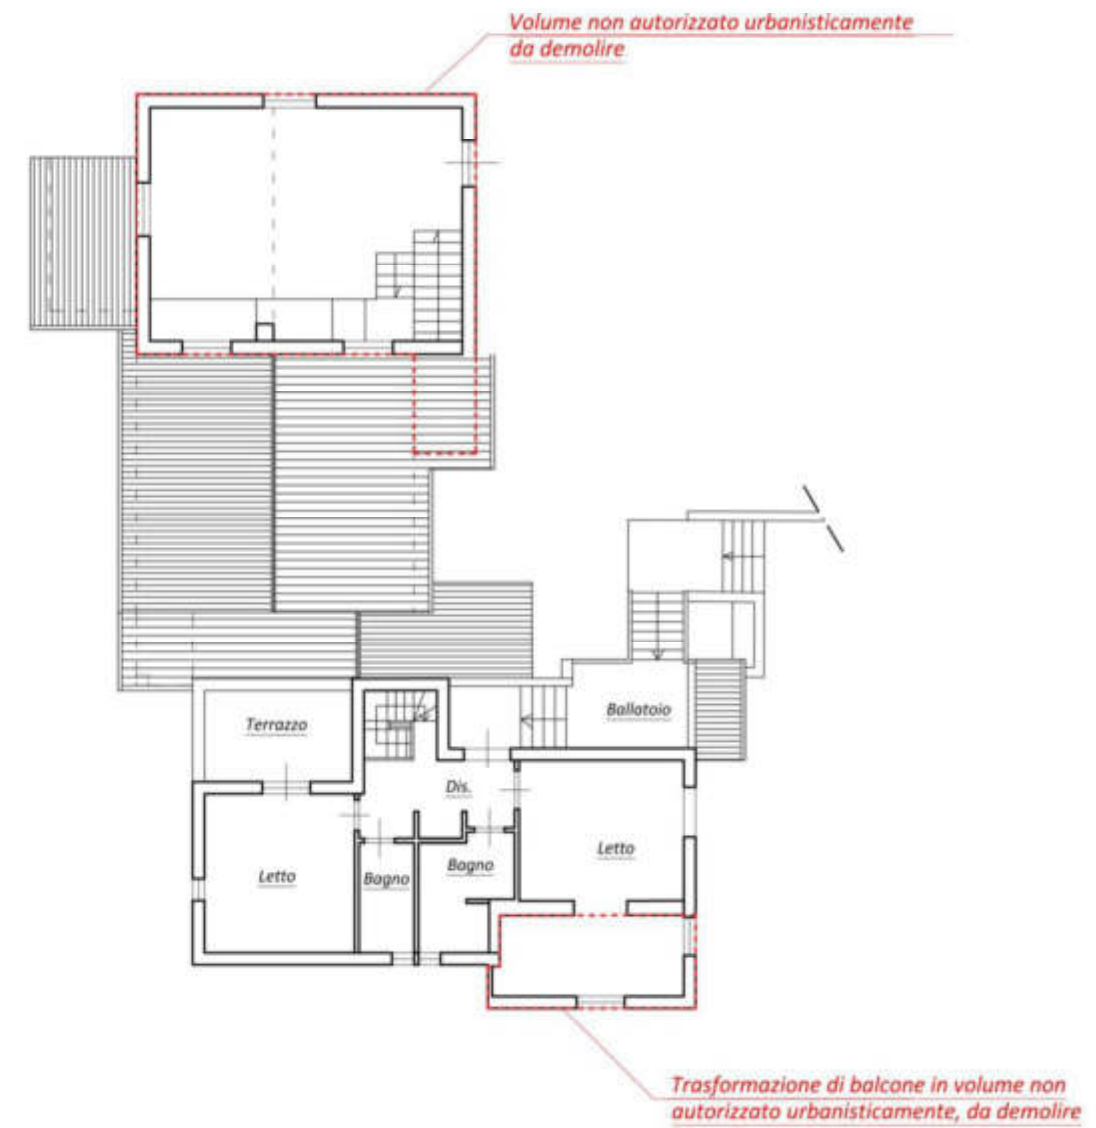 Volume non autorizzato urbanisticamente
da demolire
Terrazzo
Ballatoio
Dis.
Letto
Bagno
Bagno
Letto
Trasformazione di balcone in volume non
autorizzato urbanisticamente, da demolire